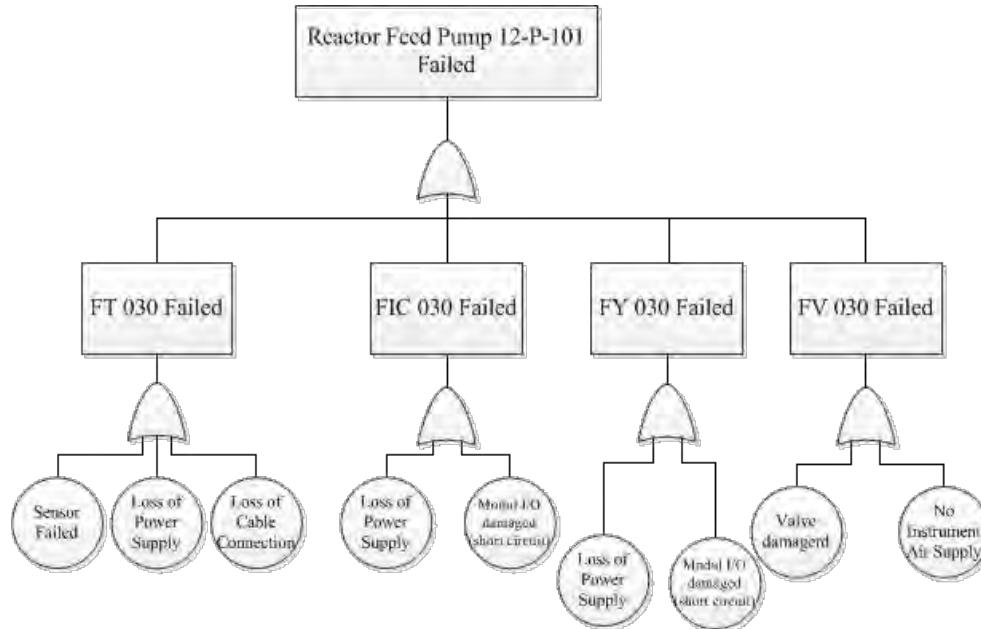 Reactor Feed Pump 12-P-101
Failed
FT 030 Failed
FIC 030 Failed
FY 030 Failed
FV 030 Failed
Sensor
Failed
Loss of
Power
Supply
Loss of
Cable
Connection
Loss of
Power
Supply
Modul I/O
damaged
(short circuit)
Loss of
Power
Supply
Modul I/O
damaged
(short circuit)
Valve
damagerd
No
Instrument
Air Supply